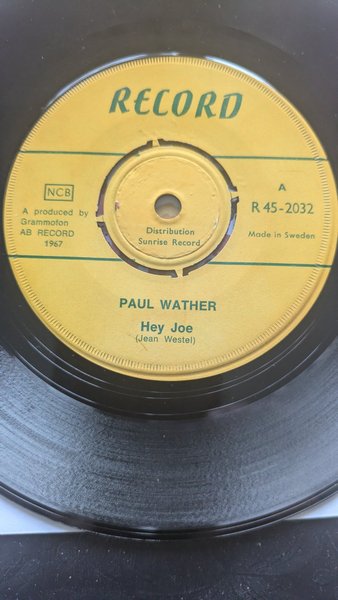 RECORD
NCB
A produced by
Grammoton
AB RECORD
1967
Distribution
Sunrise Record
A
R 45-2032
Made in Sweden
PAUL WATHER
Hey Joe
(Jean Westel)